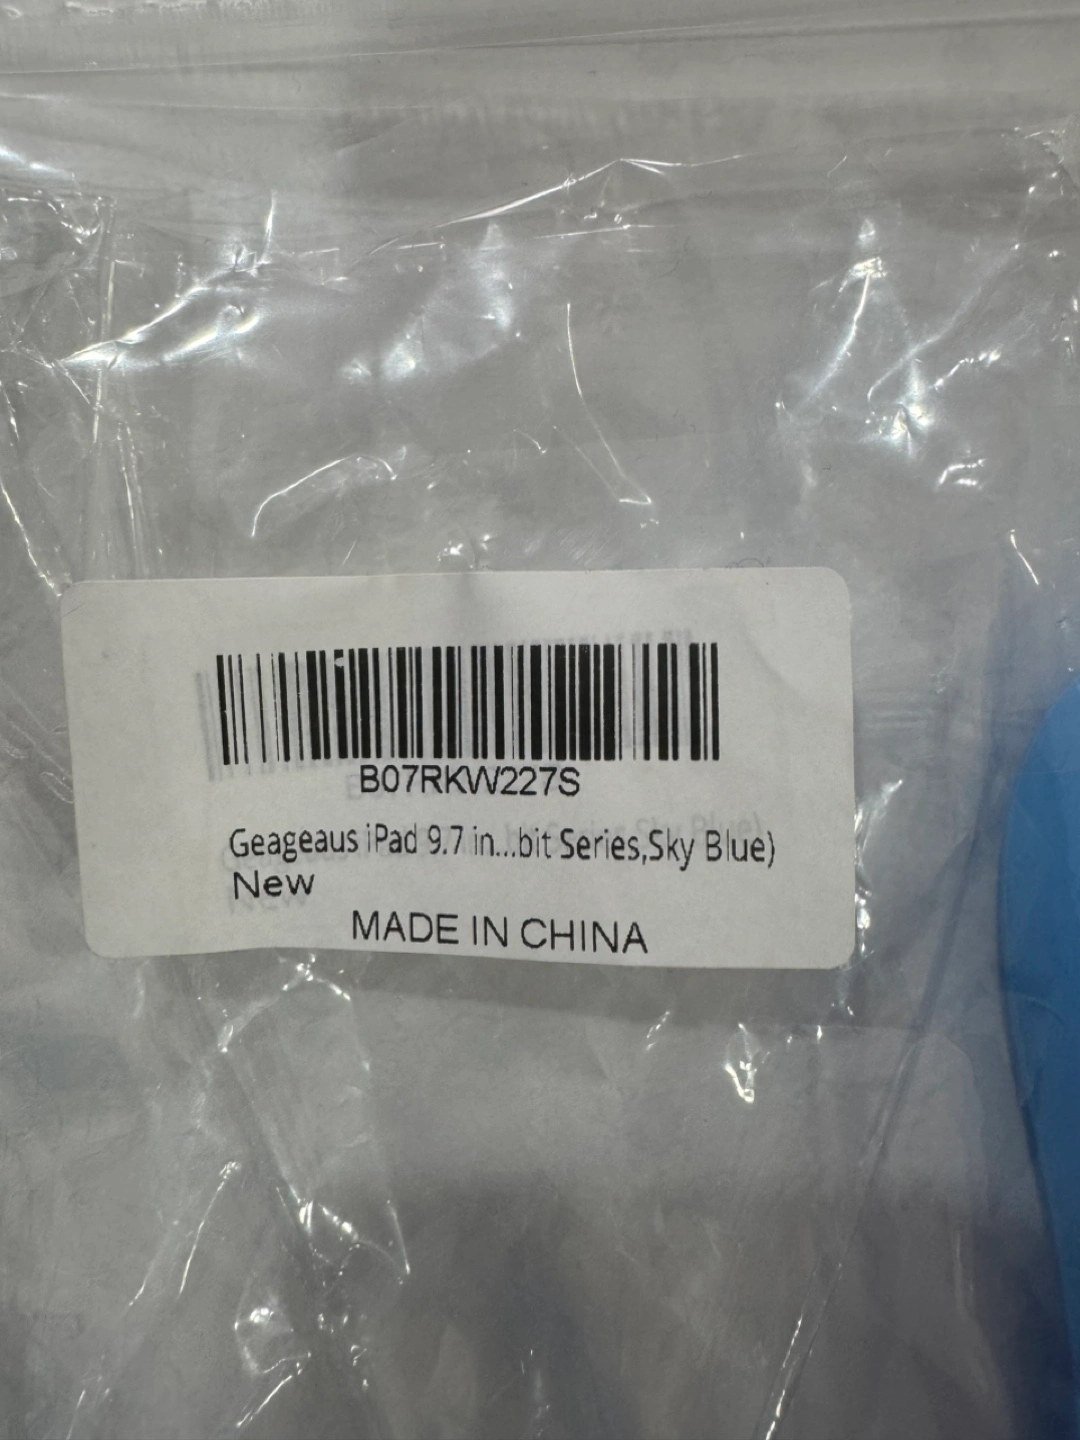 B07RKW227S
Geageaus iPad 9.7 in...bit Series,Sky Blue)
New
MADE IN CHINA